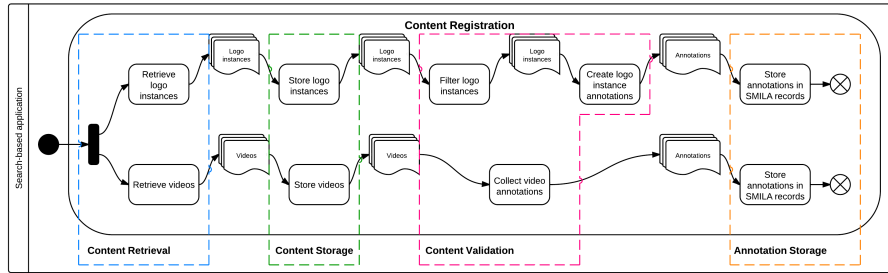 Search-based application
Content Registration
Logo
instances
Logo
instances
Logo
instances
Annotations
Retrieve
logo
instances
Store logo
instances
Filter logo
instances
Create logo
instance
annotations
Store
annotations in
SMILA records
Videos
Videos
Annotations
Retrieve videos
Store videos
Collect video
annotations
Store
annotations in
SMILA records
Content Retrieval
Content Storage
Content Validation
Annotation Storage